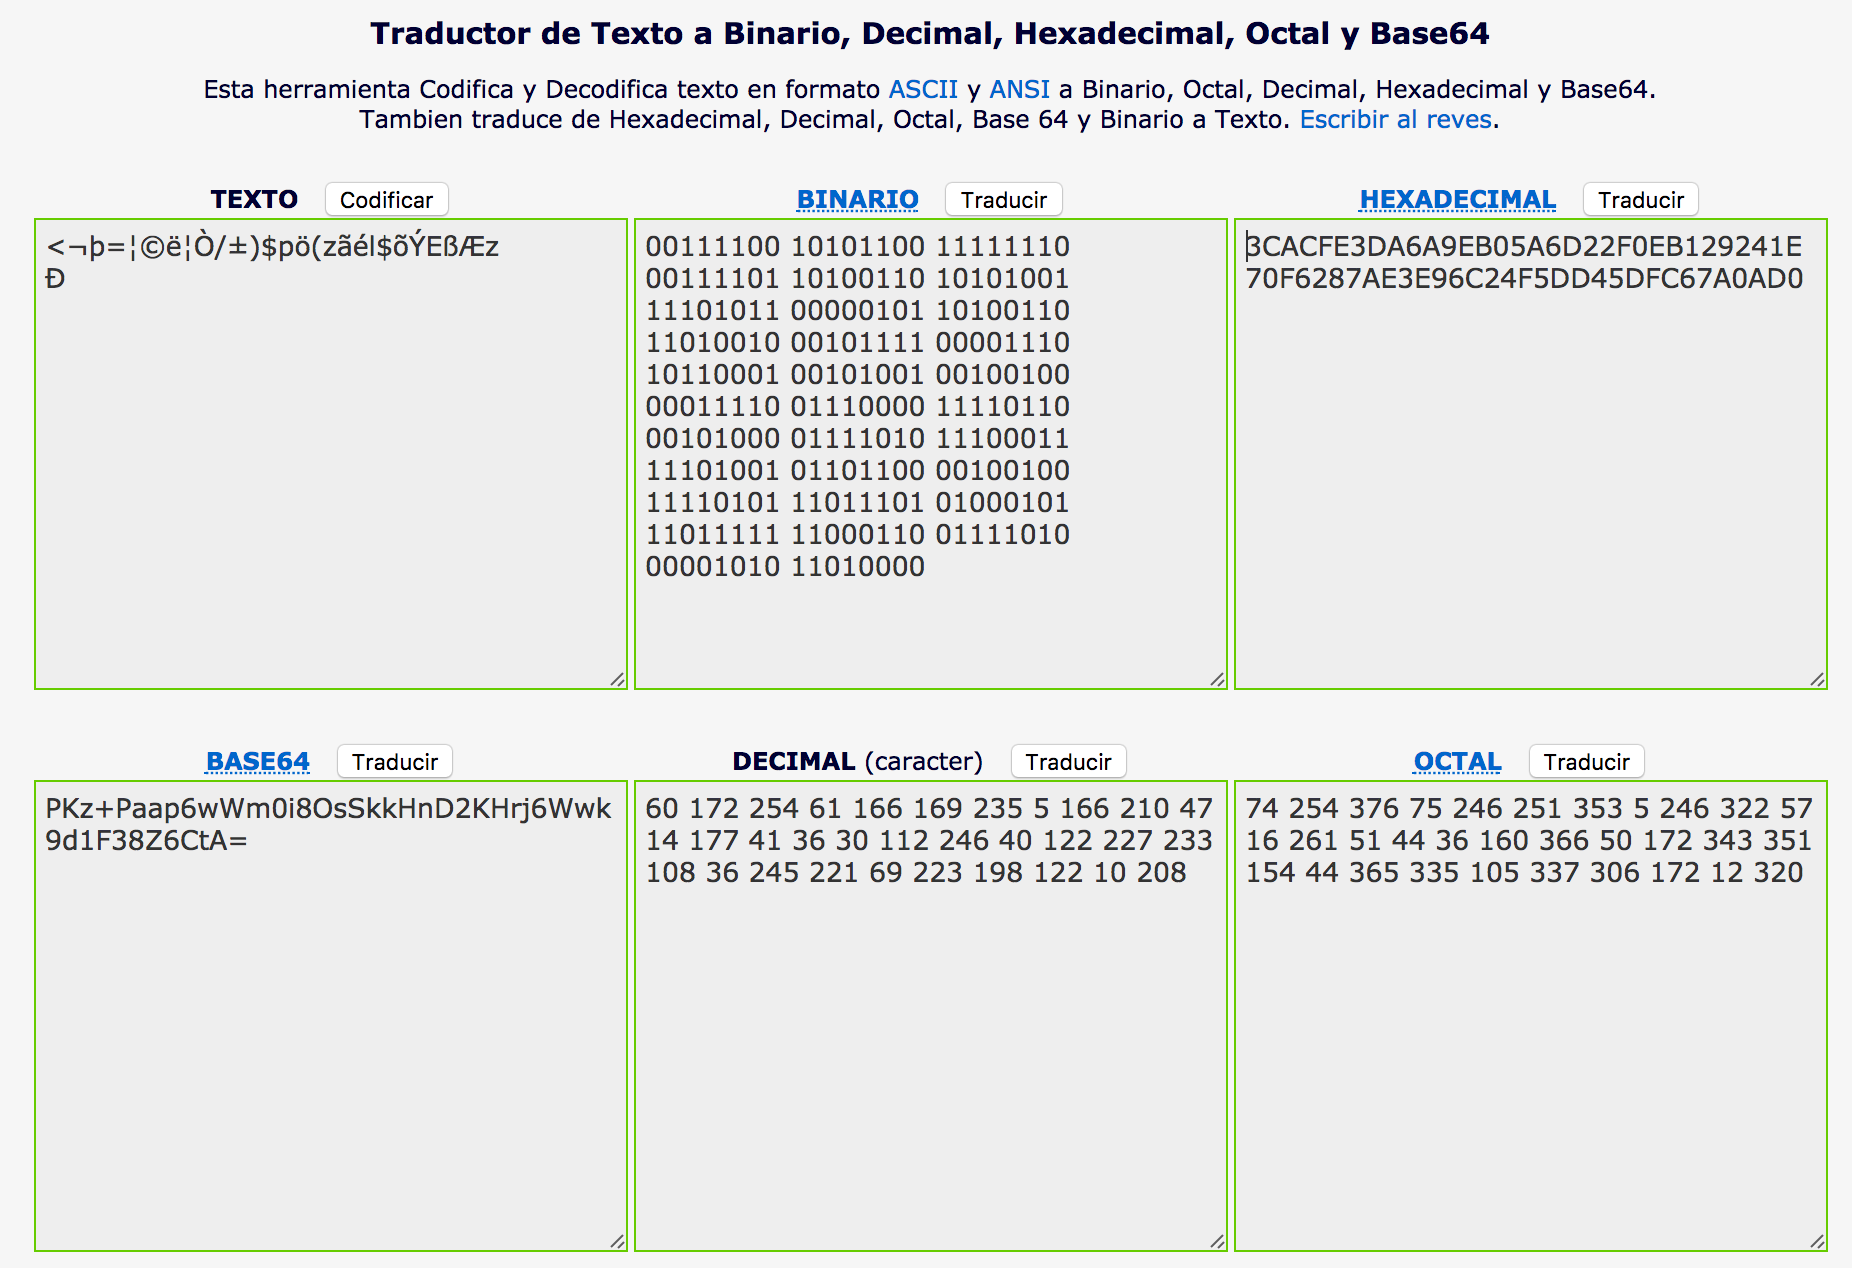 Traductor de Texto a Binario, Decimal, Hexadecimal, Octal y Base64
Esta herramienta Codifica y Decodifica texto en formato ASCII y ANSI a Binario, Octal, Decimal, Hexadecimal y Base64.
Tambien traduce de Hexadecimal, Decimal, Octal, Base 64 y Binario a Texto. Escribir al reves.
TEXTO Codificar
<¬þ=¦©ë¦Ò/±)$pö(zãél$õÝEßÆz
Ð
BINARIO Traducir
00111100 10101100 11111110
00111101 10100110 10101001
11101011 00000101 10100110
11010010 00101111 00001110
10110001 00101001 00100100
00011110 01110000 11110110
00101000 01111010 11100011
11101001 01101100 00100100
11110101 11011101 01000101
11011111 11000110 01111010
00001010 11010000
HEXADECIMAL Traducir
3CACFE3DA6A9EB05A6D22F0EB129241E
70F6287AE3E96C24F5DD45DFC67A0AD0
BASE64 Traducir
PKz+Paap6wWm0i8OsSkkHnD2KHrj6Wwk
9d1F38Z6CtA=
DECIMAL (caracter) Traducir
60 172 254 61 166 169 235 5 166 210 47
14 177 41 36 30 112 246 40 122 227 233
108 36 245 221 69 223 198 122 10 208
OCTAL Traducir
74 254 376 75 246 251 353 5 246 322 57
16 261 51 44 36 160 366 50 172 343 351
154 44 365 335 105 337 306 172 12 320